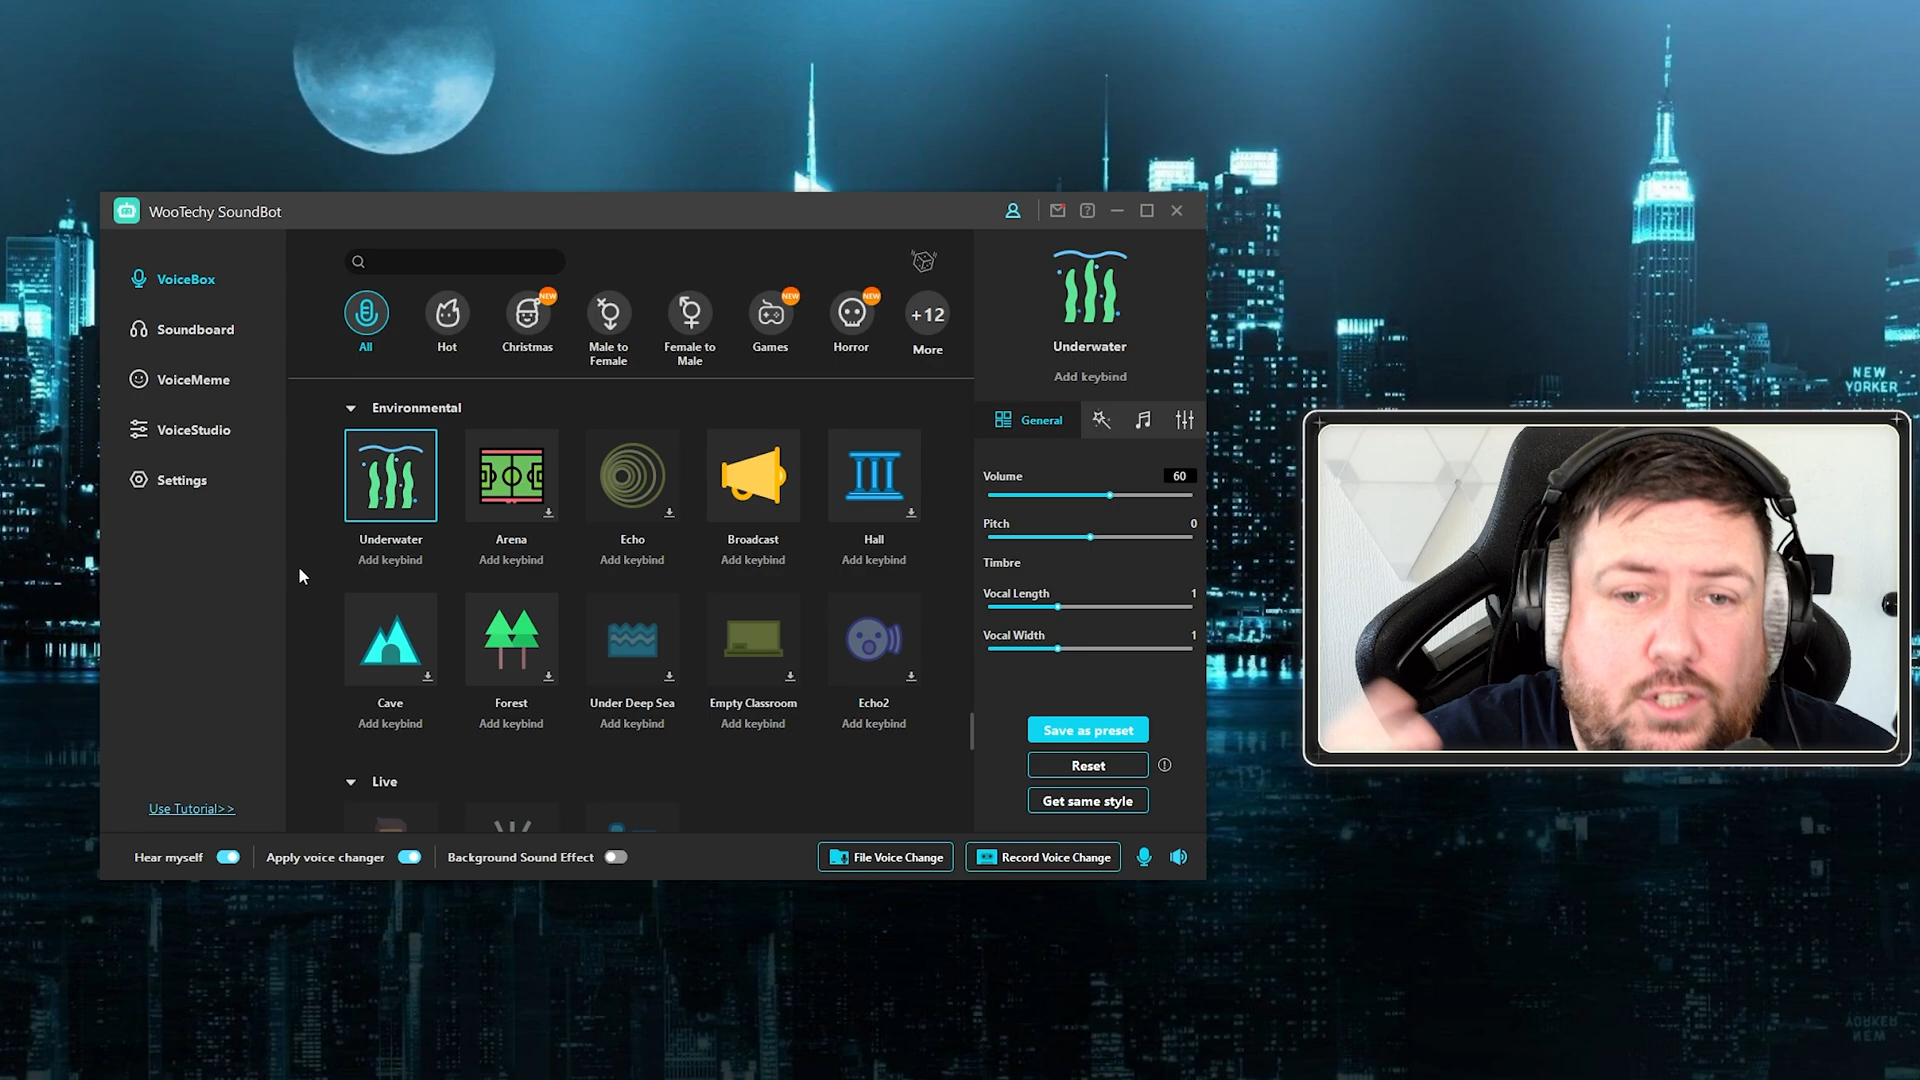 WooTechy SoundBot
VoiceBox
Soundboard
VoiceMeme
VoiceStudio
Settings
Use Tutorial>>
All
Hot
NEW
Christmas
Male to
Female
Female to
Male
NEW
Games
NEW
Horror
+12
More
Environmental
Underwater
Add keybind
Arena
Add keybind
Echo
Add keybind
Broadcast
Add keybind
Hall
Add keybind
Cave
Add keybind
Forest
Add keybind
Under Deep Sea
Add keybind
Empty Classroom
Add keybind
Echo2
Add keybind
Live
Underwater
Add keybind
General
Volume 60
Pitch 0
Timbre
Vocal Length 1
Vocal Width 1
Save as preset
Reset
Get same style
Hear myself
Apply voice changer
Background Sound Effect
File Voice Change
Record Voice Change
NEW
YORKER